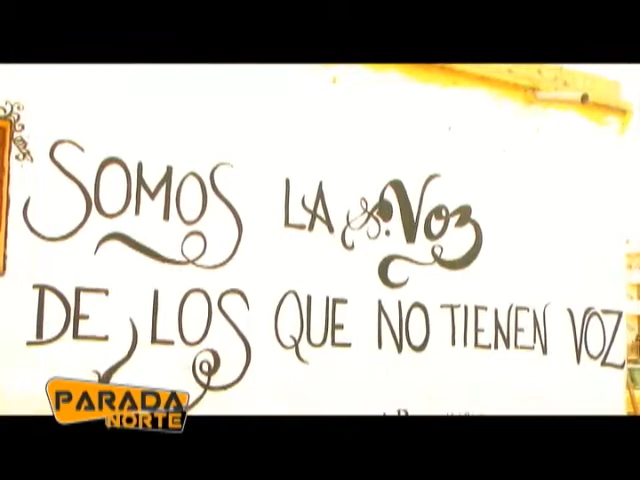 SOMOS LA VOZ
DE LOS QUE NO TIENEN VOZ
PARADA
NORTE